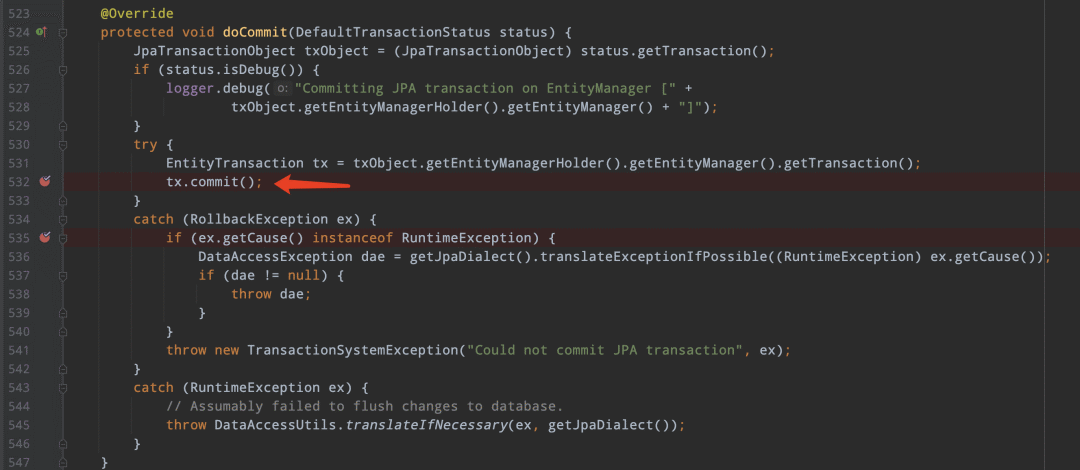 523 @Override
524 protected void doCommit(DefaultTransactionStatus status) {
525 JpaTransactionObject txObject = (JpaTransactionObject) status.getTransaction();
526 if (status.isDebug()) {
527 logger.debug( o: "Committing JPA transaction on EntityManager [" +
528 txObject.getEntityManagerHolder().getEntityManager() + "]");
529 }
530 try {
531 EntityTransaction tx = txObject.getEntityManagerHolder().getEntityManager().getTransaction();
532 tx.commit();
533 }
534 catch (RollbackException ex) {
535 if (ex.getCause() instanceof RuntimeException) {
536 DataAccessException dae = getJpaDialect().translateExceptionIfPossible((RuntimeException) ex.getCause());
537 if (dae != null) {
538 throw dae;
539 }
540 }
541 throw new TransactionSystemException("Could not commit JPA transaction", ex);
542 }
543 catch (RuntimeException ex) {
544 // Assumably failed to flush changes to database.
545 throw DataAccessUtils.translateIfNecessary(ex, getJpaDialect());
546 }
547 }